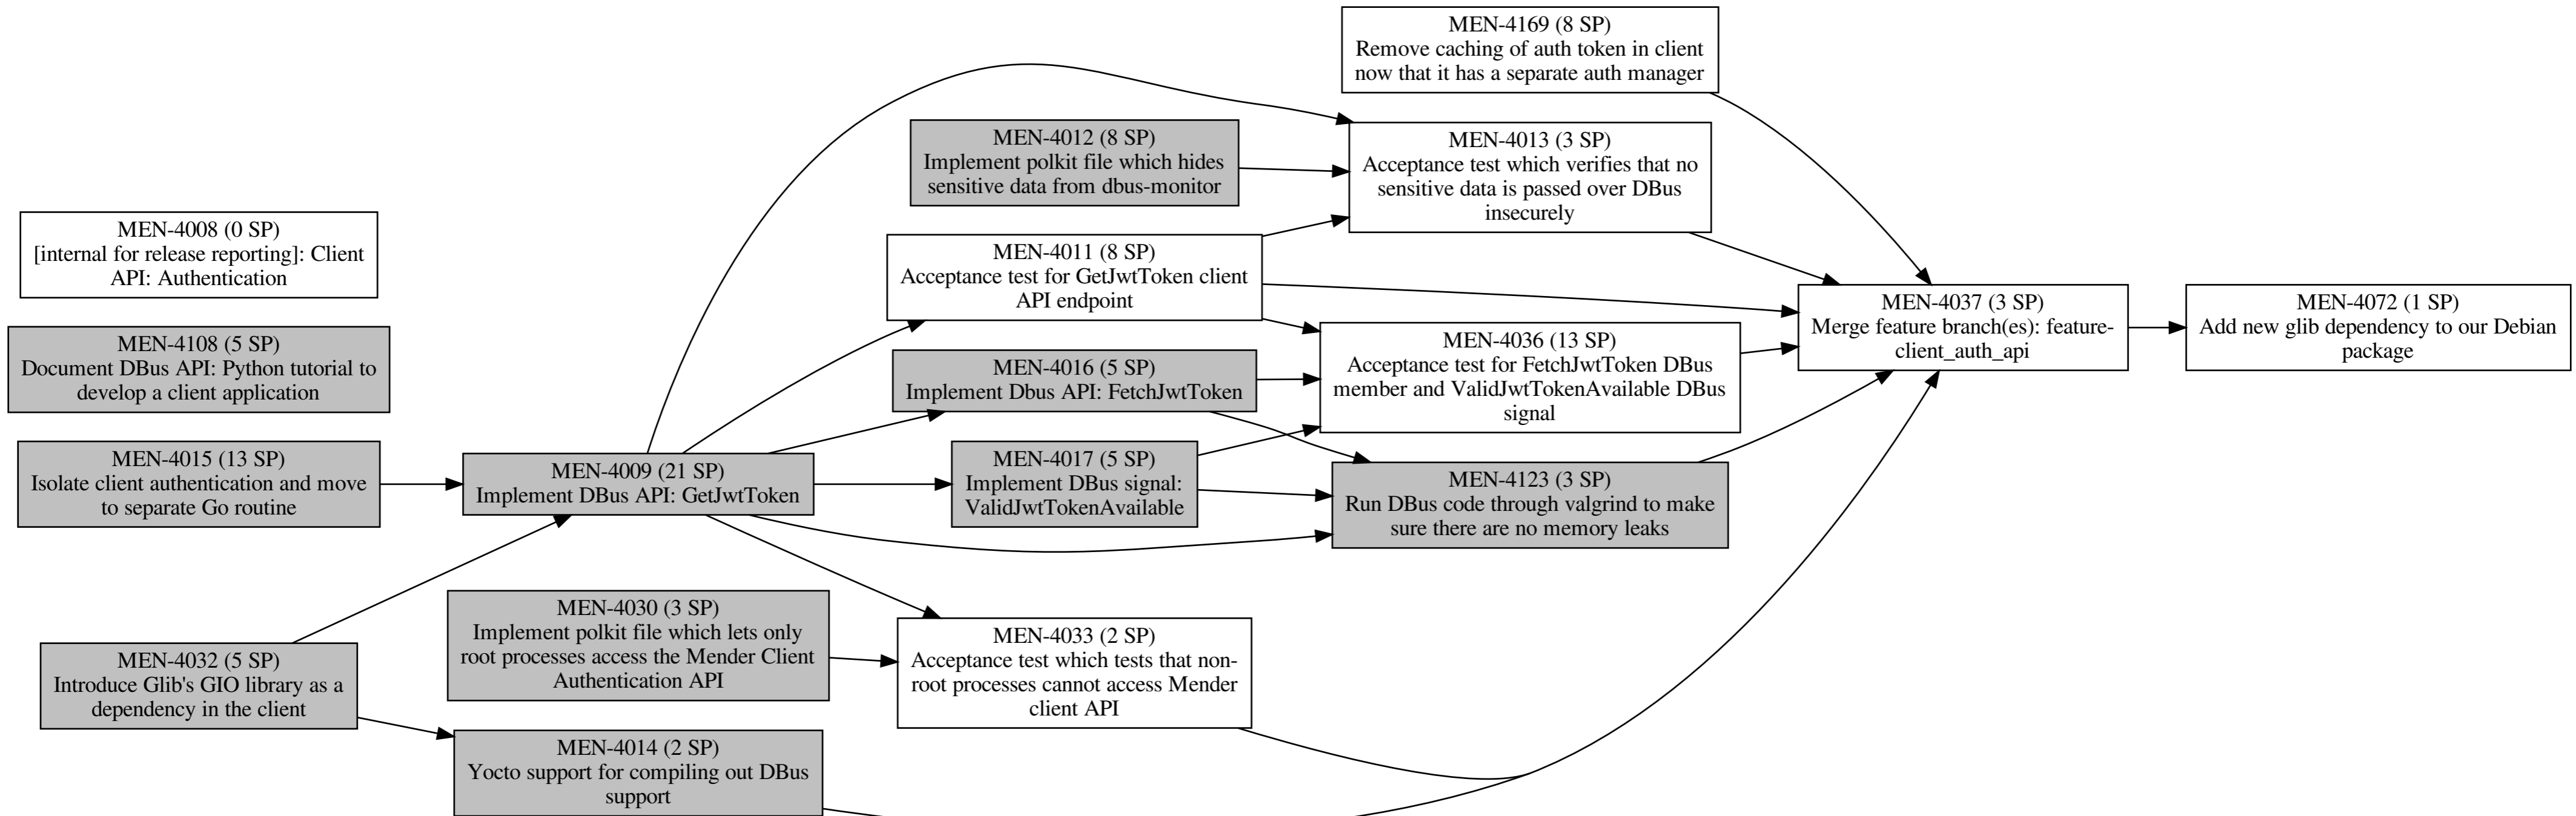 MEN-4169 (8 SP)
Remove caching of auth token in client
now that it has a separate auth manager
MEN-4012 (8 SP)
Implement polkit file which hides
sensitive data from dbus-monitor
MEN-4013 (3 SP)
Acceptance test which verifies that no
sensitive data is passed over DBus
insecurely
MEN-4008 (0 SP)
[internal for release reporting]: Client
API: Authentication
MEN-4011 (8 SP)
Acceptance test for GetJwtToken client
API endpoint
MEN-4037 (3 SP)
Merge feature branch(es): feature-
client_auth_api
MEN-4072 (1 SP)
Add new glib dependency to our Debian
package
MEN-4108 (5 SP)
Document DBus API: Python tutorial to
develop a client application
MEN-4016 (5 SP)
Implement Dbus API: FetchJwtToken
MEN-4036 (13 SP)
Acceptance test for FetchJwtToken DBus
member and ValidJwtTokenAvailable DBus
signal
MEN-4015 (13 SP)
Isolate client authentication and move
to separate Go routine
MEN-4009 (21 SP)
Implement DBus API: GetJwtToken
MEN-4017 (5 SP)
Implement DBus signal:
ValidJwtTokenAvailable
MEN-4123 (3 SP)
Run DBus code through valgrind to make
sure there are no memory leaks
MEN-4030 (3 SP)
Implement polkit file which lets only
root processes access the Mender Client
Authentication API
MEN-4033 (2 SP)
Acceptance test which tests that non-
root processes cannot access Mender
client API
MEN-4032 (5 SP)
Introduce Glib's GIO library as a
dependency in the client
MEN-4014 (2 SP)
Yocto support for compiling out DBus
support